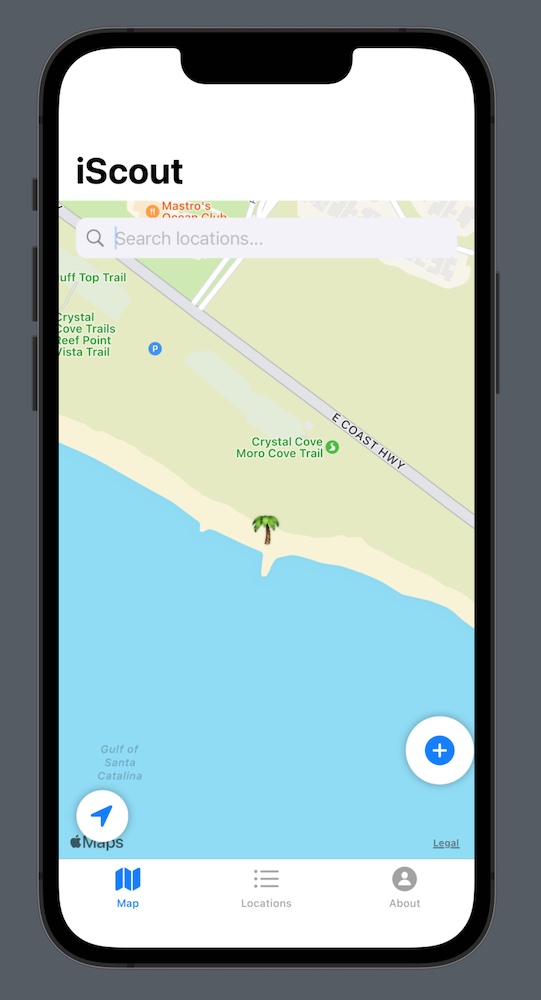 iScout
Mastro's
Ocean Club
Search locations...
uff Top Trail
Crystal
Cove Trails
Reef Point
Vista Trail
P
E COAST HWY
Crystal Cove
Moro Cove Trail
Gulf of
Santa
Catalina
Maps
Legal
Map
Locations
About